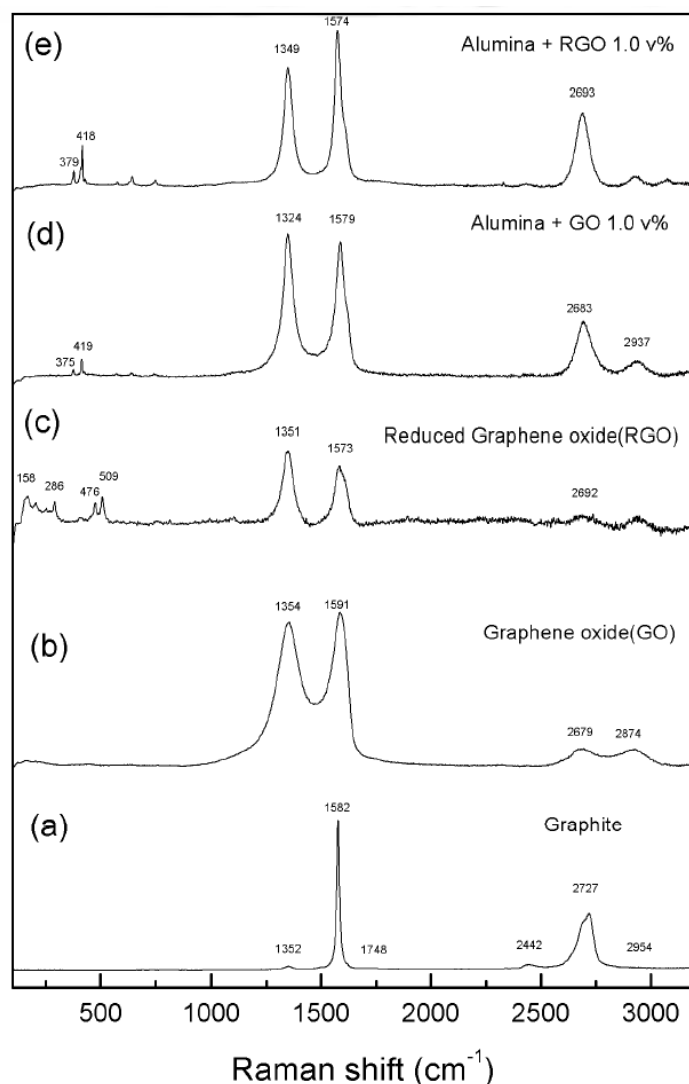 (e)
1349
1574
Alumina + RGO 1.0 v%
379
418
2693
(d)
1324
1579
Alumina + GO 1.0 v%
375
419
2683
2937
(c)
Reduced Graphene oxide(RGO)
158
286
476
509
1351
1573
2692
(b)
1354
1591
Graphene oxide(GO)
2679
2874
(a)
1582
Graphite
1352
1748
2442
2727
2954
500 1000 1500 2000 2500 3000
Raman shift (cm⁻¹)